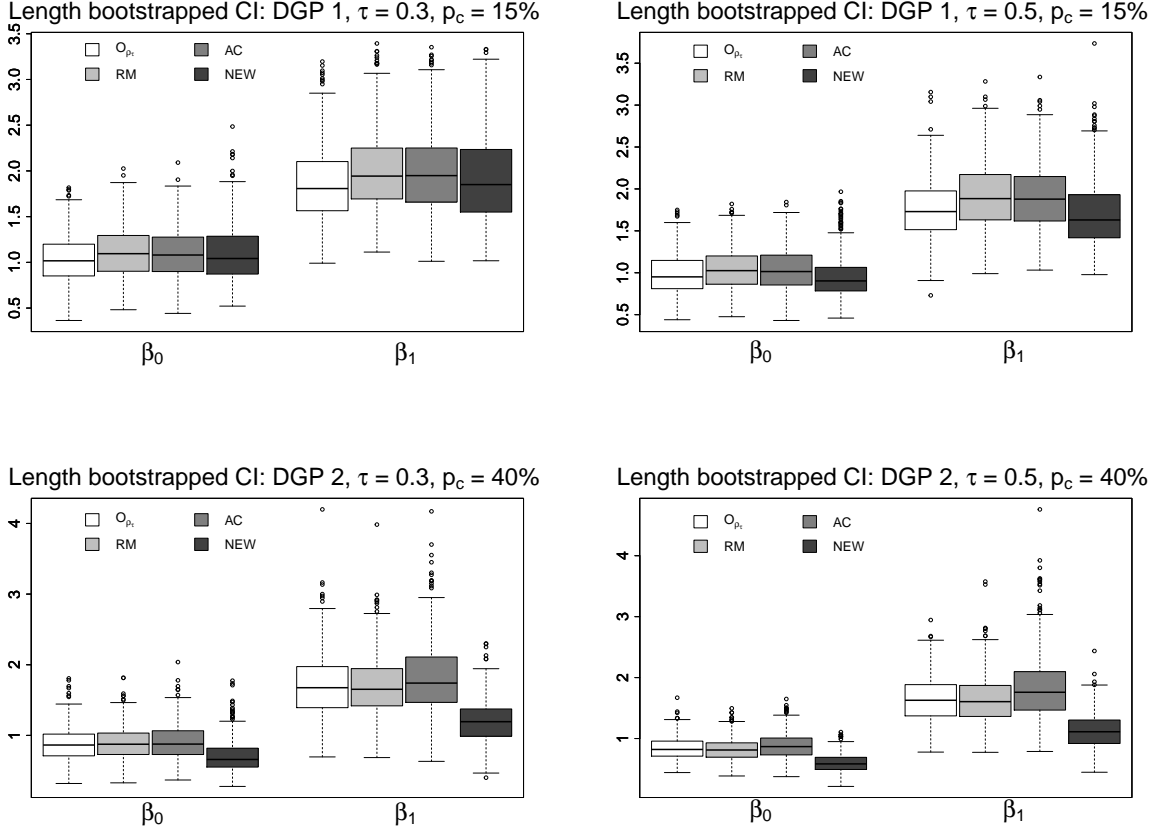 Length bootstrapped CI: DGP 1, τ = 0.3, p_c = 15%
O_ρ_τ AC
RM NEW
3.5
3.0
2.5
2.0
1.5
1.0
0.5
β₀ β₁
Length bootstrapped CI: DGP 1, τ = 0.5, p_c = 15%
O_ρ_τ AC
RM NEW
3.5
3.0
2.5
2.0
1.5
1.0
0.5
β₀ β₁
Length bootstrapped CI: DGP 2, τ = 0.3, p_c = 40%
O_ρ_τ AC
RM NEW
4
3
2
1
β₀ β₁
Length bootstrapped CI: DGP 2, τ = 0.5, p_c = 40%
O_ρ_τ AC
RM NEW
4
3
2
1
β₀ β₁